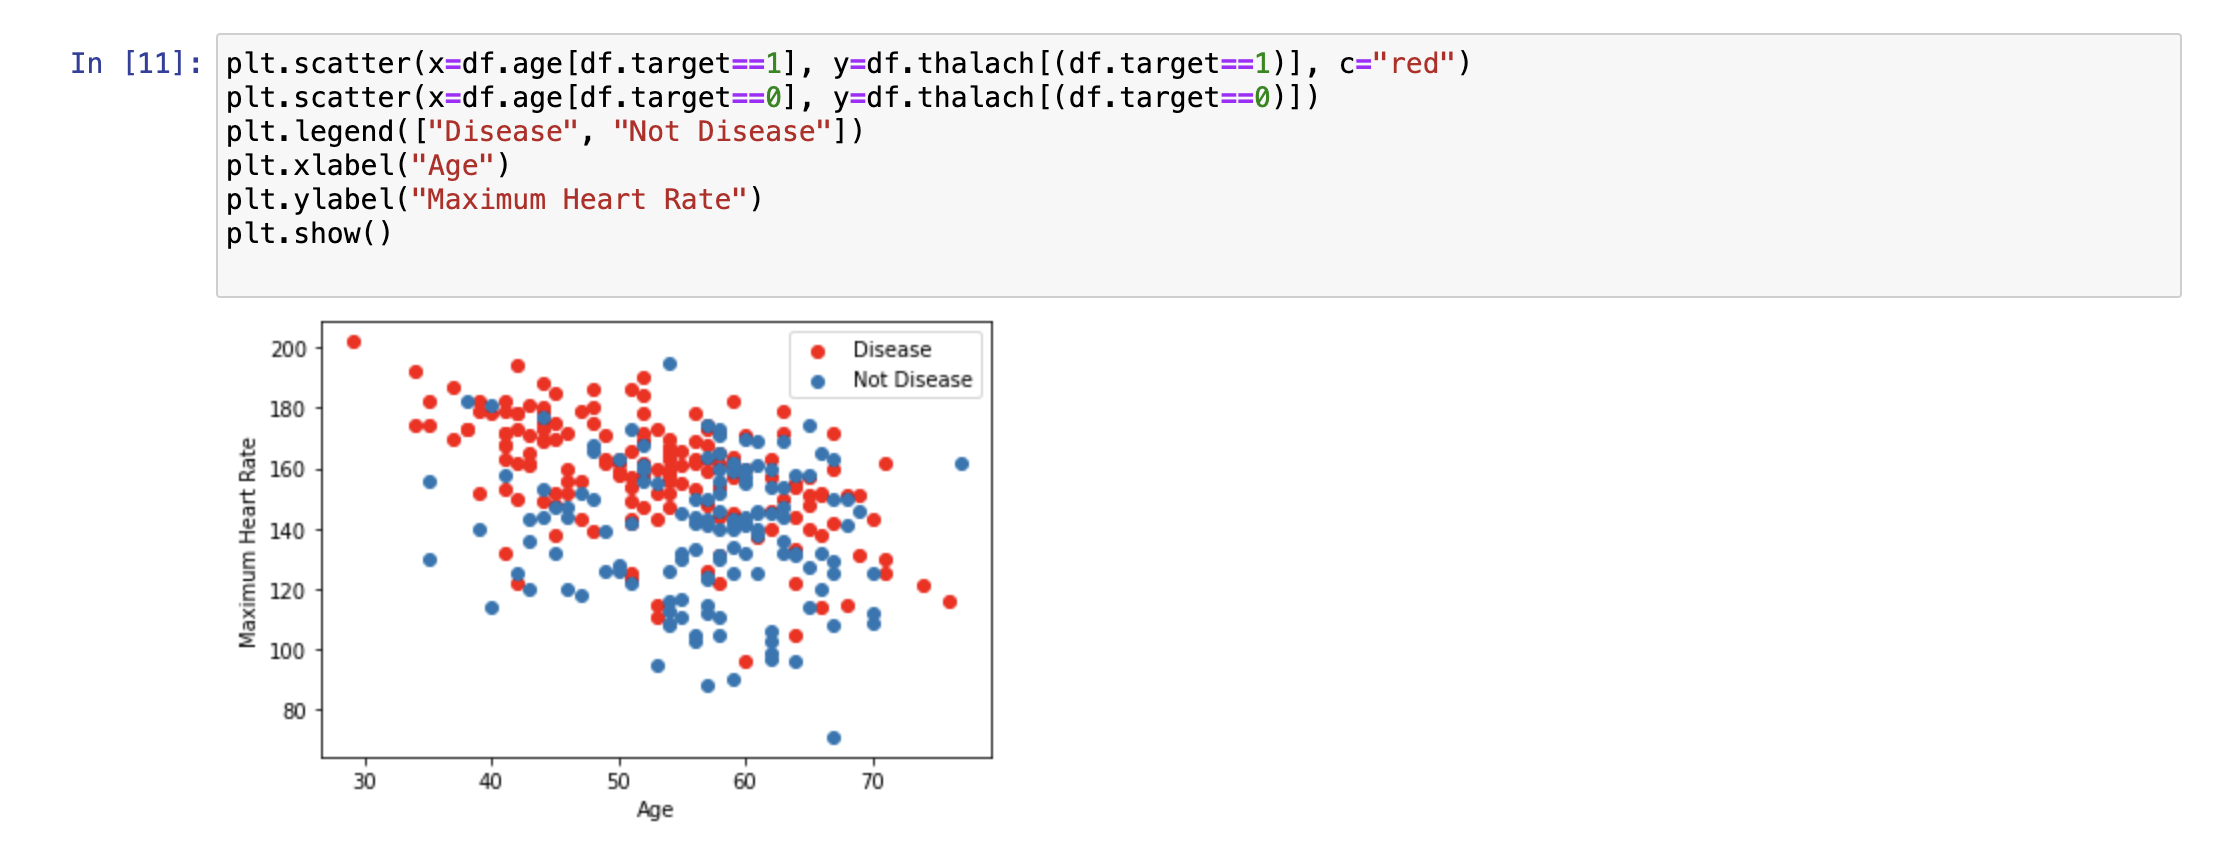 In [11]: plt.scatter(x=df.age[df.target==1], y=df.thalach[(df.target==1)], c="red")
plt.scatter(x=df.age[df.target==0], y=df.thalach[(df.target==0)])
plt.legend(["Disease", "Not Disease"])
plt.xlabel("Age")
plt.ylabel("Maximum Heart Rate")
plt.show()
Disease
Not Disease
200
180
160
140
120
100
80
Maximum Heart Rate
30 40 50 60 70
Age